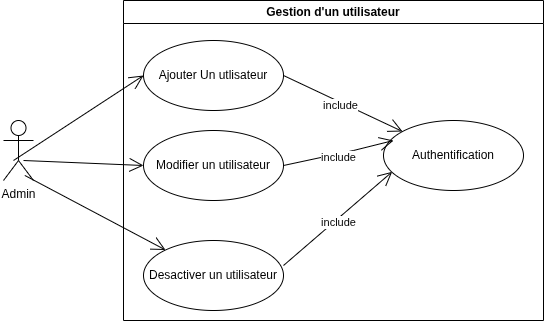 Gestion d'un utilisateur
Ajouter Un utlisateur
include
Modifier un utilisateur
include
Authentification
Admin
include
Desactiver un utilisateur